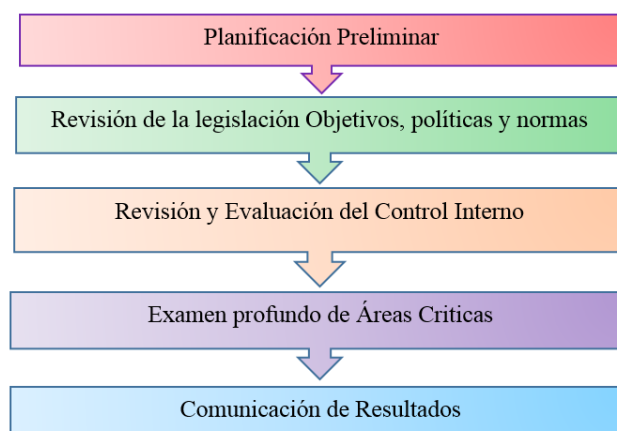 Planificación Preliminar
Revisión de la legislación Objetivos, políticas y normas
Revisión y Evaluación del Control Interno
Examen profundo de Áreas Criticas
Comunicación de Resultados